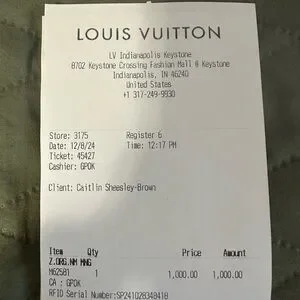 LOUIS VUITTON
LV Indianapolis Keystone
8702 Keystone Crossing Fashion Mall @ Keystone
Indianapolis, IN 46240
United States
+1 317-249-9930
Store: 3175 Register 6
Date: 12/8/24 Time: 12:17 PM
Ticket: 45427
Cashier: GPOK
Client: Caitlin Sheesley-Brown
Item Qty Price Amount
Z.ORG.NM MNG
M62581 1 1,000.00 1,000.00
CA : GPOK
RFID Serial Number:SP241028348418